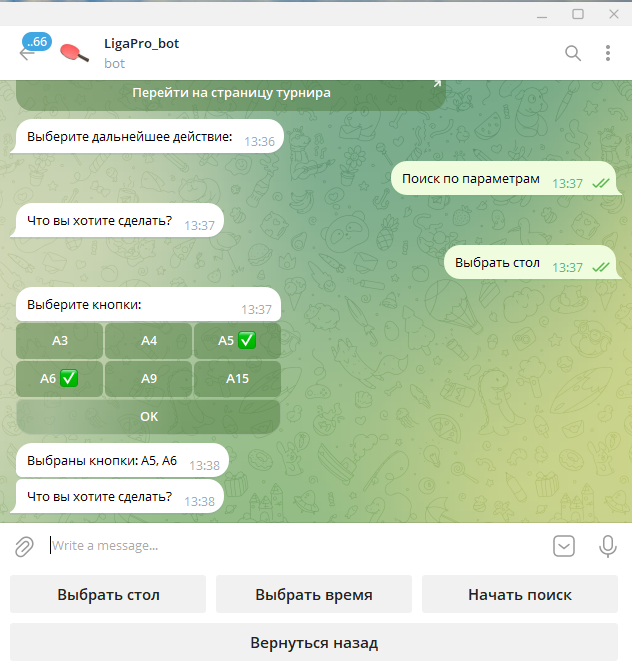 ..66
LigaPro_bot
bot
Перейти на страницу турнира
Выберите дальнейшее действие: 13:36
Поиск по параметрам 13:37
Что вы хотите сделать? 13:37
Выбрать стол 13:37
Выберите кнопки: 13:37
A3 A4 A5 ✅
A6 ✅ A9 A15
OK
Выбраны кнопки: A5, A6 13:38
Что вы хотите сделать? 13:38
Write a message...
Выбрать стол Выбрать время Начать поиск
Вернуться назад